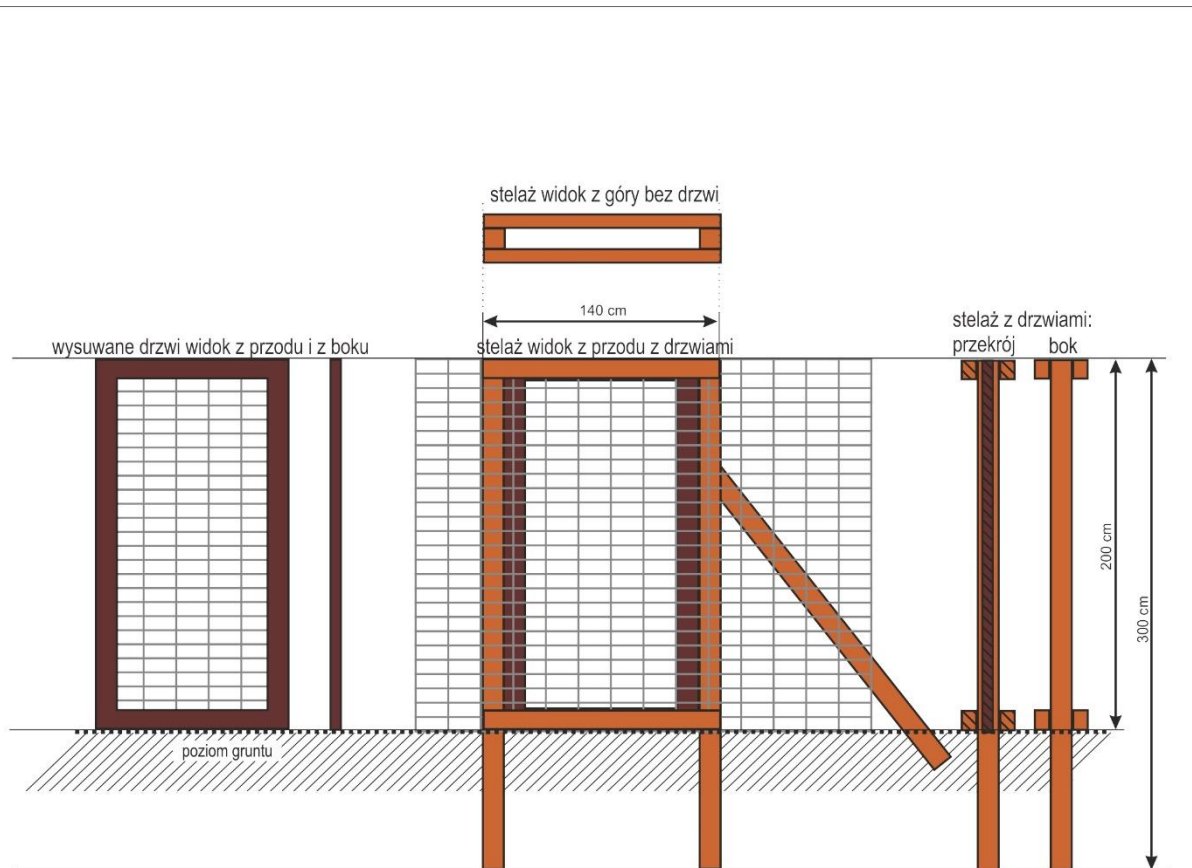 stelaż widok z góry bez drzwi
140 cm
wysuwane drzwi widok z przodu i z boku
stelaż widok z przodu z drzwiami
stelaż z drzwiami:
przekrój
bok
200 cm
300 cm
poziom gruntu